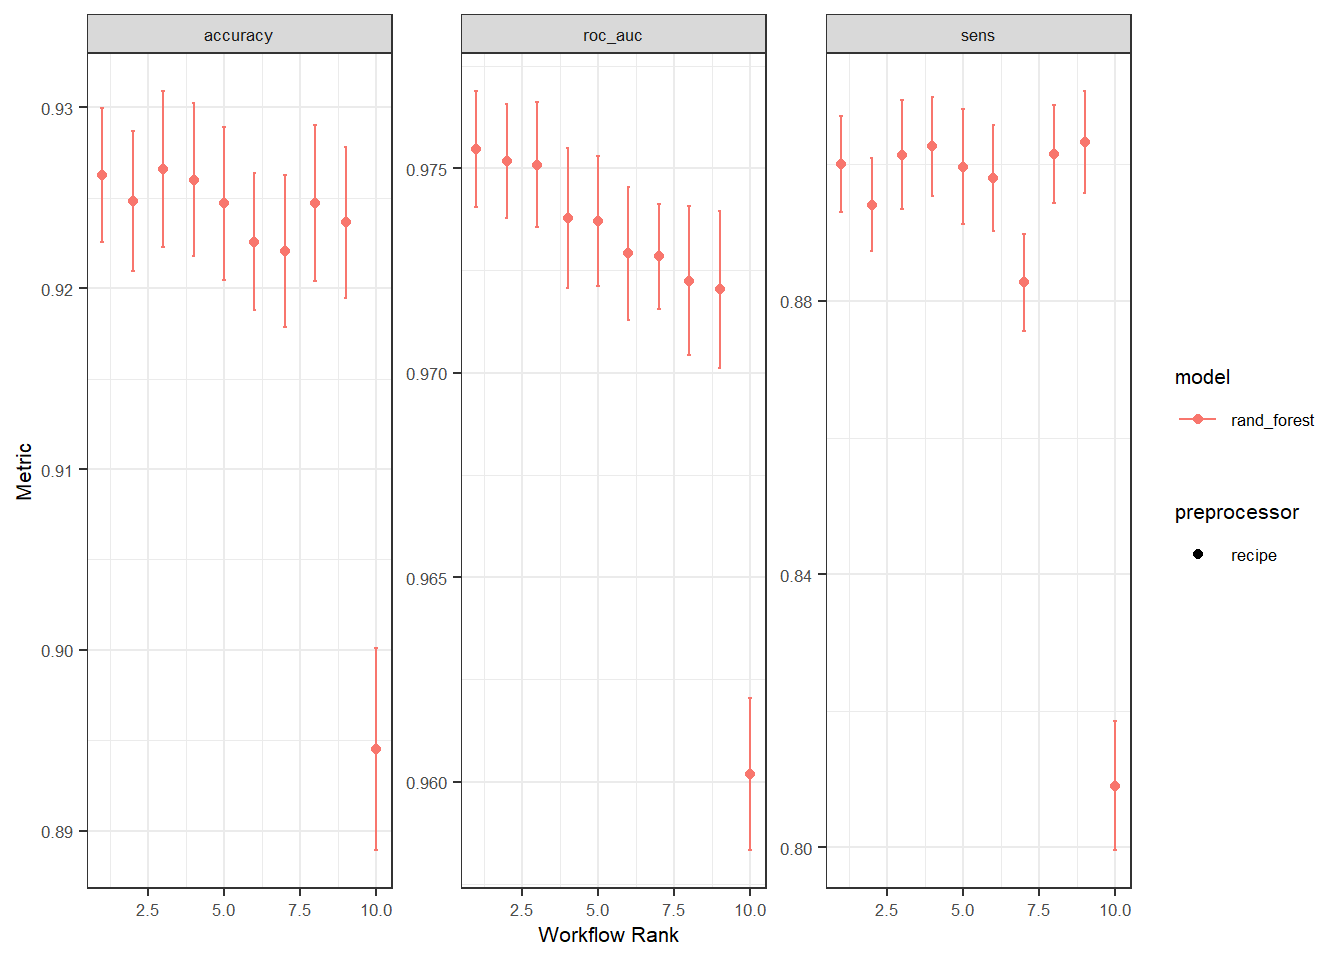 accuracy
roc_auc
sens
0.93
0.92
0.91
0.90
0.89
0.975
0.970
0.965
0.960
0.88
0.84
0.80
2.5 5.0 7.5 10.0
2.5 5.0 7.5 10.0
2.5 5.0 7.5 10.0
Metric
Workflow Rank
model
rand_forest
preprocessor
recipe